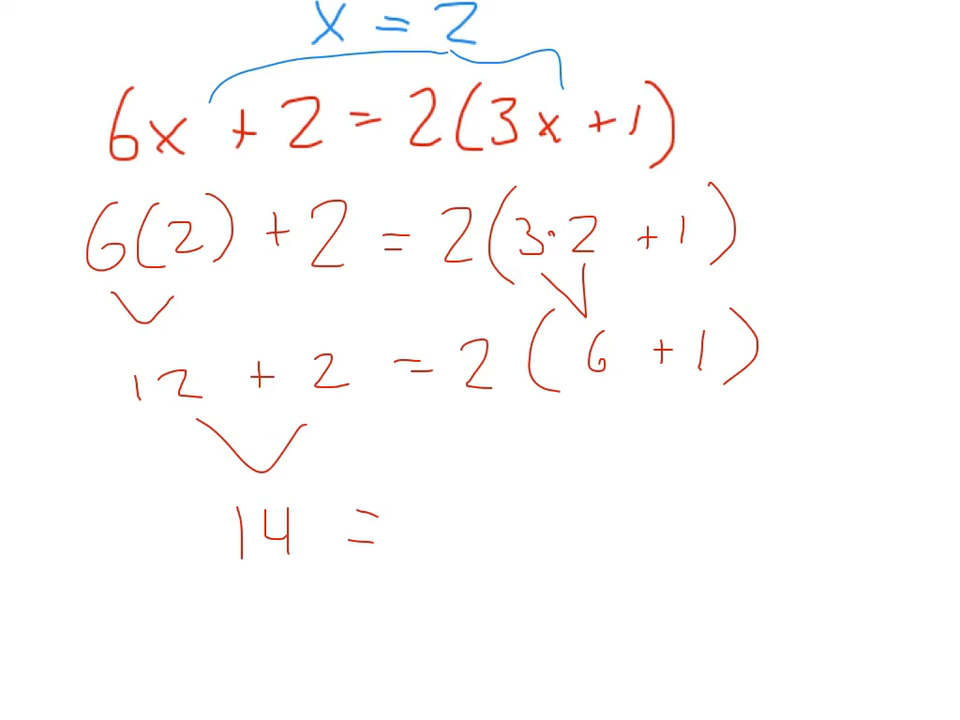 x = 2
6x + 2 = 2(3x + 1)
6(2) + 2 = 2(3·2 + 1)
12 + 2 = 2(6 + 1)
14 =